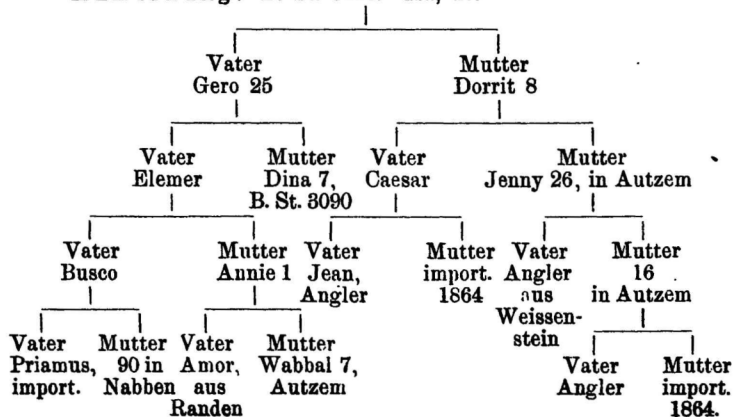 Vater Mutter
Gero 25 Dorrit 8
Vater Mutter Vater Mutter
Elemer Dina 7, Caesar Jenny 26, in Autzem
B. St. 3090
Vater Mutter Vater Mutter Vater Mutter
Busco Annie 1 Jean, import. Angler 16
Angler 1864 aus in Autzem
Weissen-
stein
Vater Mutter Vater Mutter Vater Mutter
Priamus, 90 in Amor, Wabbal 7, Angler import.
import. Nabben aus Autzem 1864.
Randen